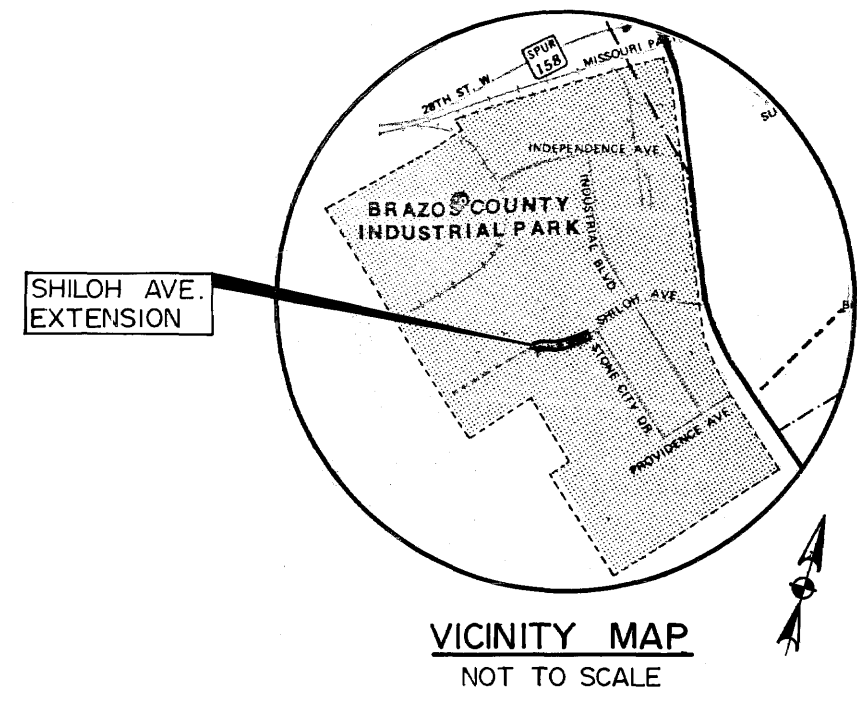 SPUR
158
28TH ST. W
MISSOURI
INDEPENDENCE AVE
BRAZOS COUNTY
INDUSTRIAL PARK
INDUSTRIAL BLVD
SHILOH AVE.
EXTENSION
SHILOH AVE
STONE CITY DR.
PROVIDENCE AVE.
VICINITY MAP
NOT TO SCALE